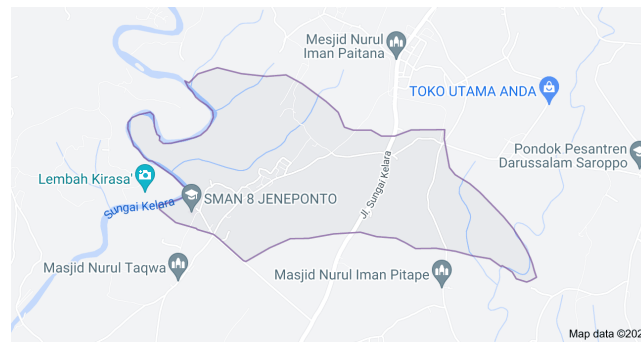 Mesjid Nurul
Iman Paitana
TOKO UTAMA ANDA
Pondok Pesantren
Darussalam Saroppo
Lembah Kirasa'
SMAN 8 JENEPONTO
Sungai Kelara
Jl. Sungai Kelara
Masjid Nurul Taqwa
Masjid Nurul Iman Pitape
Map data ©202